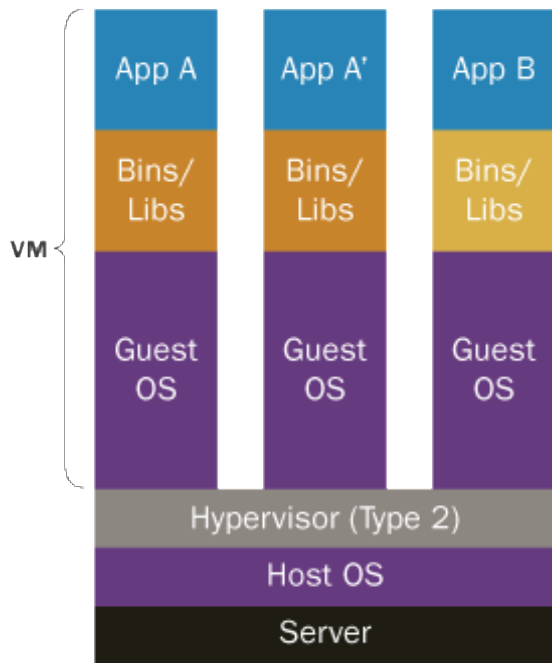 App A
App A′
App B
Bins/
Libs
Bins/
Libs
Bins/
Libs
VM
Guest
OS
Guest
OS
Guest
OS
Hypervisor (Type 2)
Host OS
Server